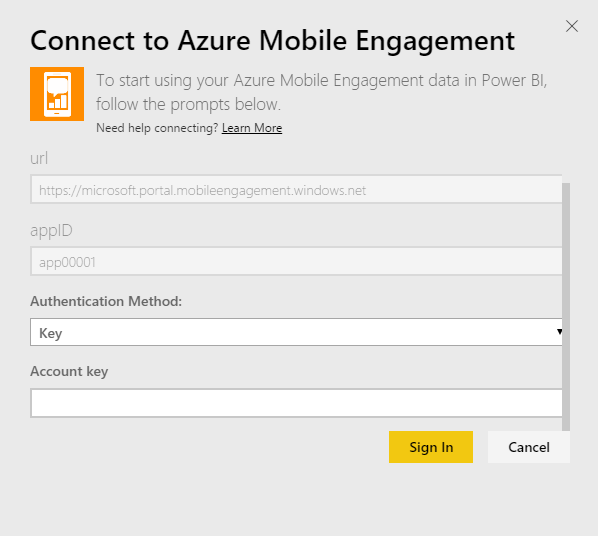 Connect to Azure Mobile Engagement
To start using your Azure Mobile Engagement data in Power BI,
follow the prompts below.
Need help connecting? Learn More
url
https://microsoft.portal.mobileengagement.windows.net
appID
app00001
Authentication Method:
Key
Account key
Sign In
Cancel